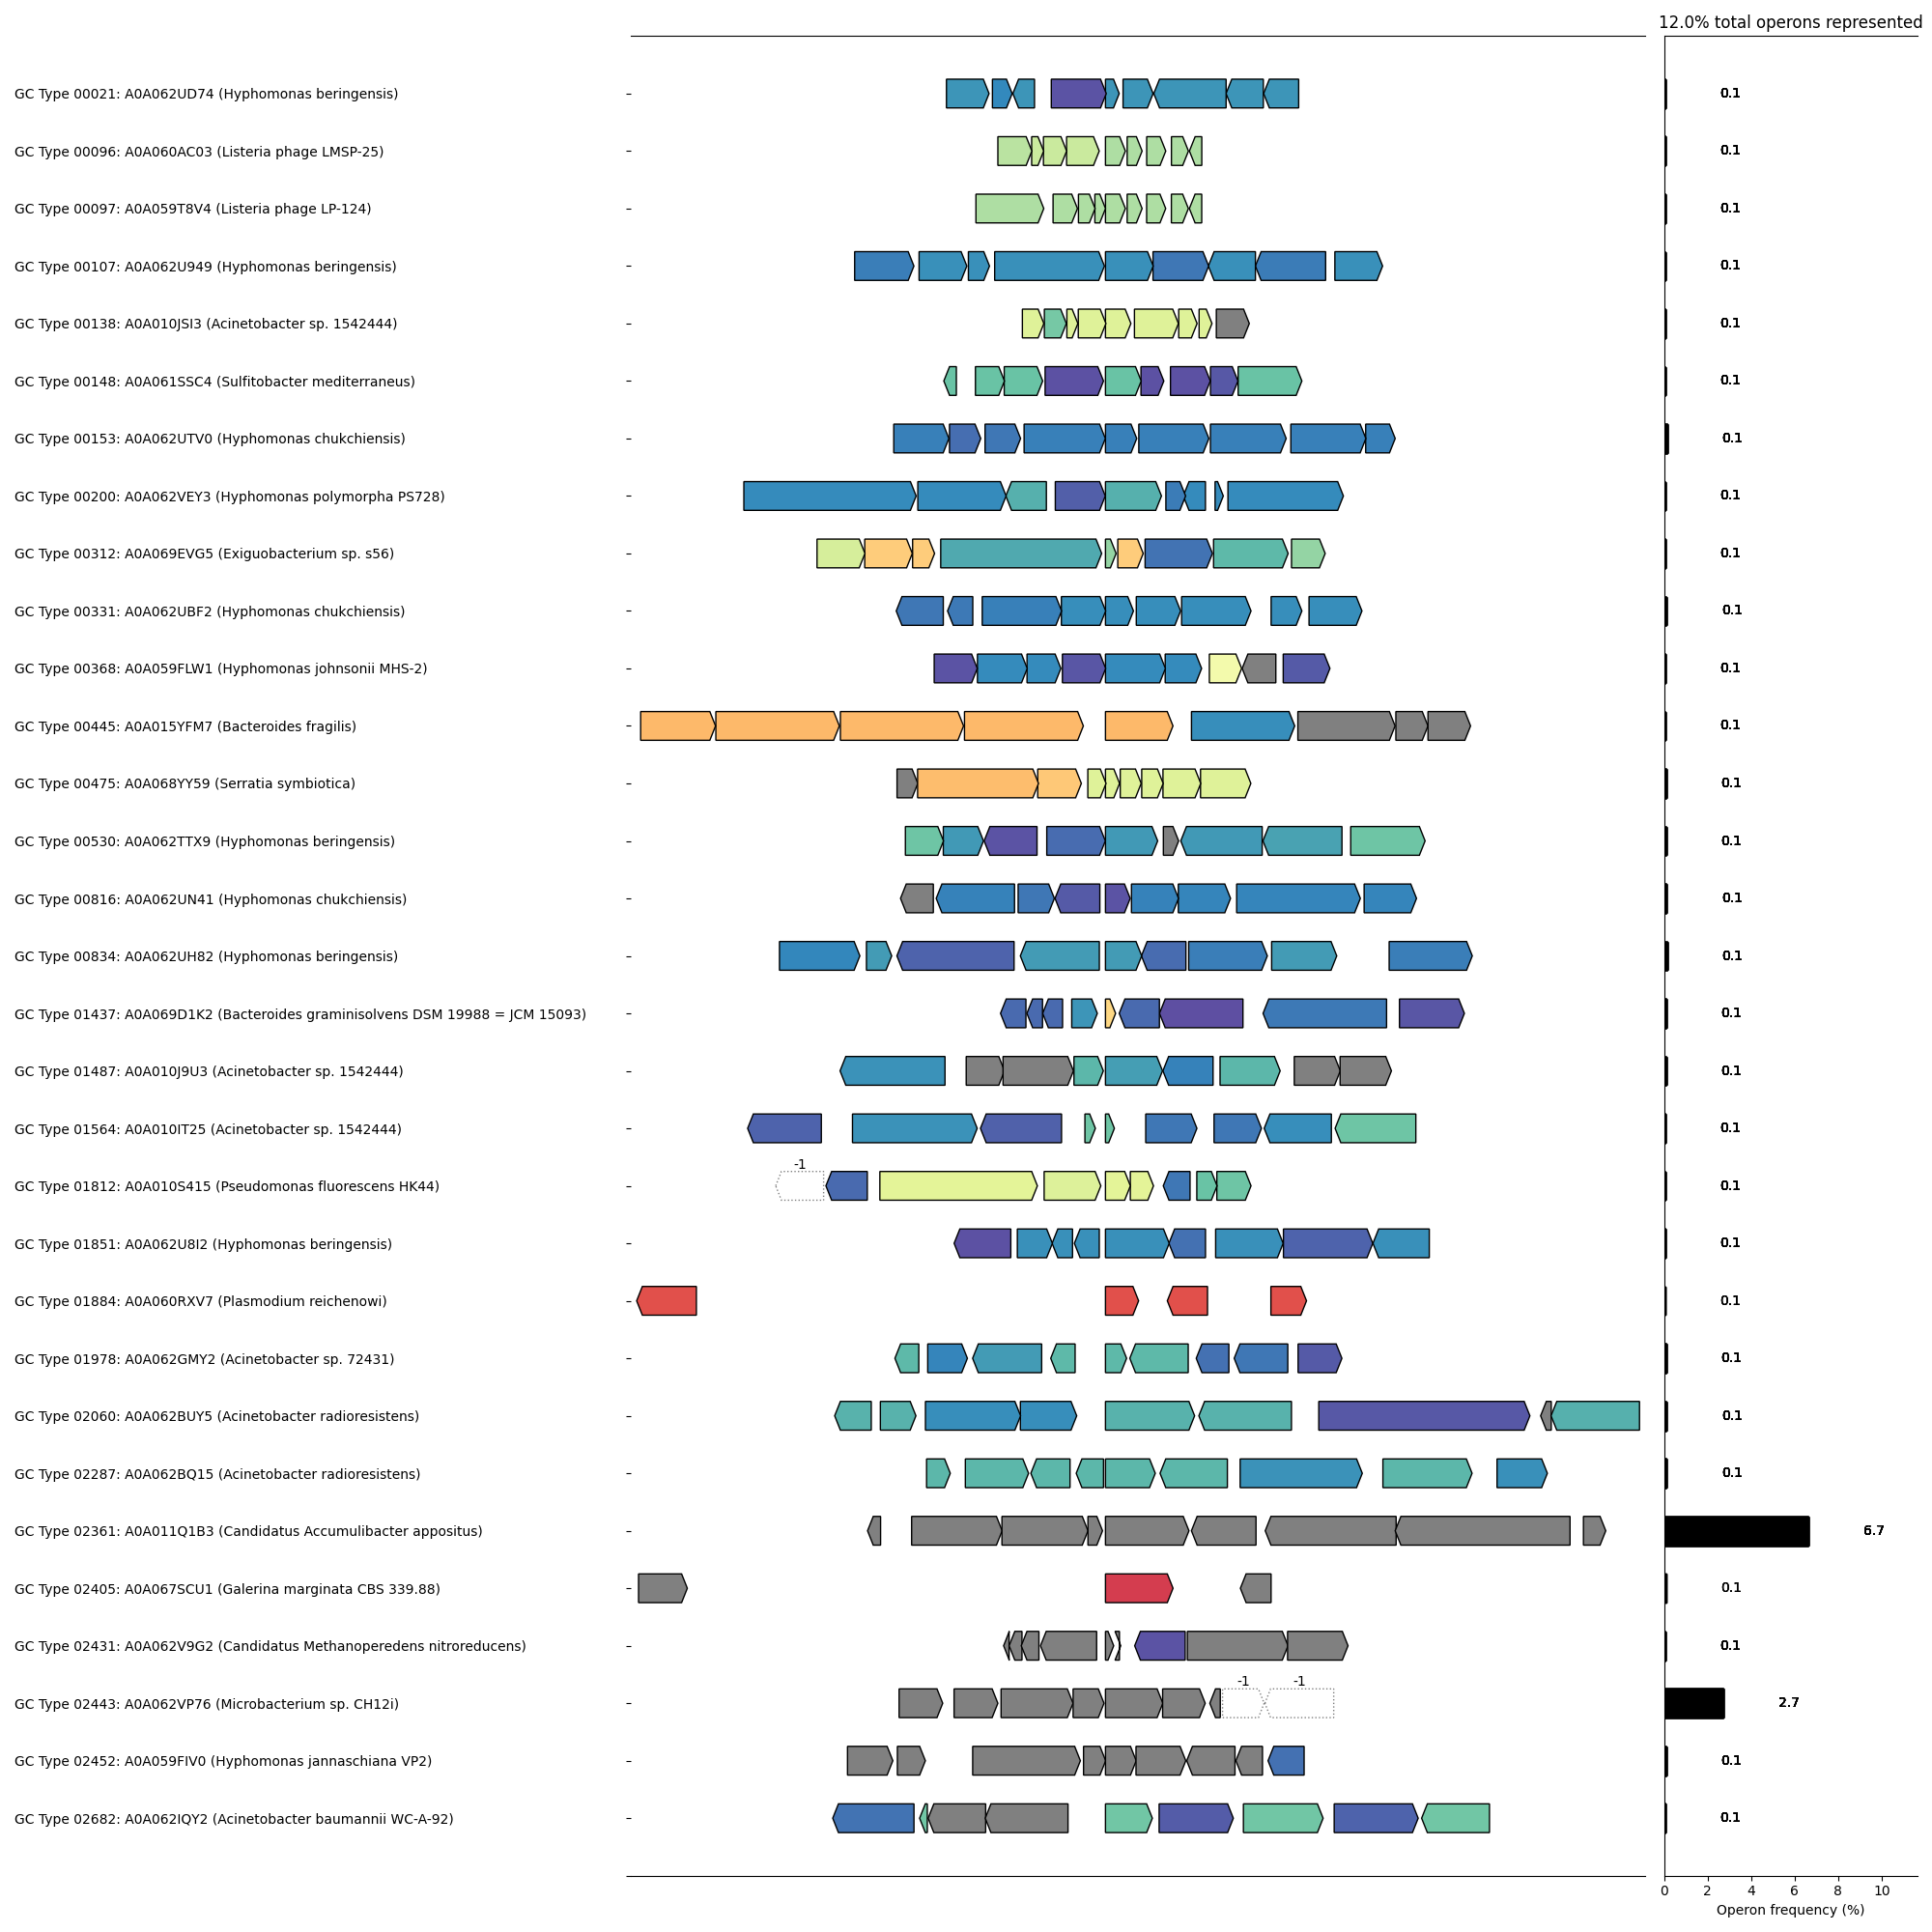 12.0% total operons represented
GC Type 00021: A0A062UD74 (Hyphomonas beringensis) 0.1
GC Type 00096: A0A060AC03 (Listeria phage LMSP-25) 0.1
GC Type 00097: A0A059T8V4 (Listeria phage LP-124) 0.1
GC Type 00107: A0A062U949 (Hyphomonas beringensis) 0.1
GC Type 00138: A0A010JSI3 (Acinetobacter sp. 1542444) 0.1
GC Type 00148: A0A061SSC4 (Sulfitobacter mediterraneus) 0.1
GC Type 00153: A0A062UTV0 (Hyphomonas chukchiensis) 0.1
GC Type 00200: A0A062VEY3 (Hyphomonas polymorpha PS728) 0.1
GC Type 00312: A0A069EVG5 (Exiguobacterium sp. s56) 0.1
GC Type 00331: A0A062UBF2 (Hyphomonas chukchiensis) 0.1
GC Type 00368: A0A059FLW1 (Hyphomonas johnsonii MHS-2) 0.1
GC Type 00445: A0A015YFM7 (Bacteroides fragilis) 0.1
GC Type 00475: A0A068YY59 (Serratia symbiotica) 0.1
GC Type 00530: A0A062TTX9 (Hyphomonas beringensis) 0.1
GC Type 00816: A0A062UN41 (Hyphomonas chukchiensis) 0.1
GC Type 00834: A0A062UH82 (Hyphomonas beringensis) 0.1
GC Type 01437: A0A069D1K2 (Bacteroides graminisolvens DSM 19988 = JCM 15093) 0.1
GC Type 01487: A0A010J9U3 (Acinetobacter sp. 1542444) 0.1
GC Type 01564: A0A010IT25 (Acinetobacter sp. 1542444) 0.1
-1
GC Type 01812: A0A010S415 (Pseudomonas fluorescens HK44) 0.1
GC Type 01851: A0A062U8I2 (Hyphomonas beringensis) 0.1
GC Type 01884: A0A060RXV7 (Plasmodium reichenowi) 0.1
GC Type 01978: A0A062GMY2 (Acinetobacter sp. 72431) 0.1
GC Type 02060: A0A062BUY5 (Acinetobacter radioresistens) 0.1
GC Type 02287: A0A062BQ15 (Acinetobacter radioresistens) 0.1
GC Type 02361: A0A011Q1B3 (Candidatus Accumulibacter appositus) 6.7
GC Type 02405: A0A067SCU1 (Galerina marginata CBS 339.88) 0.1
GC Type 02431: A0A062V9G2 (Candidatus Methanoperedens nitroreducens) 0.1
-1 -1
GC Type 02443: A0A062VP76 (Microbacterium sp. CH12i) 2.7
GC Type 02452: A0A059FIV0 (Hyphomonas jannaschiana VP2) 0.1
GC Type 02682: A0A062IQY2 (Acinetobacter baumannii WC-A-92) 0.1
0 2 4 6 8 10
Operon frequency (%)